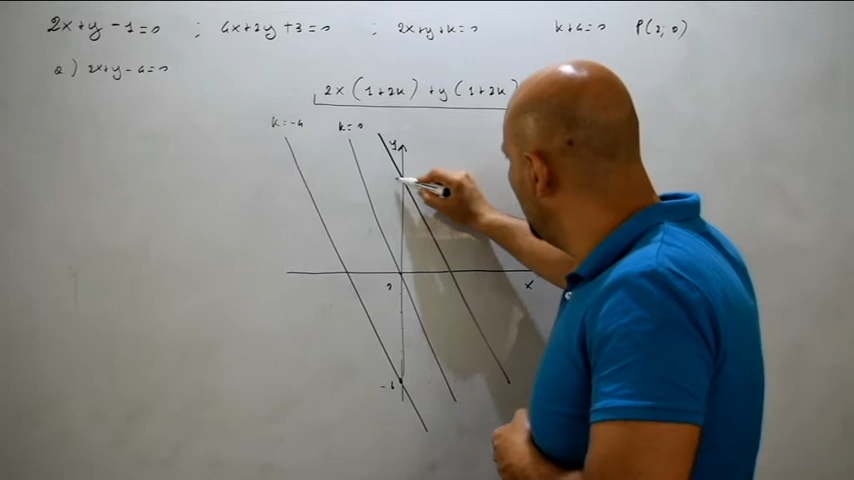 2x+y-1=0 ; 4x+2y+3=0 ; 2x+y+k=0 k+4=0 P(2;0)
a) 2x+y-4=0
2x(1+2k)+y(1+2k)
k=-4 k=0 y
0 x
-4